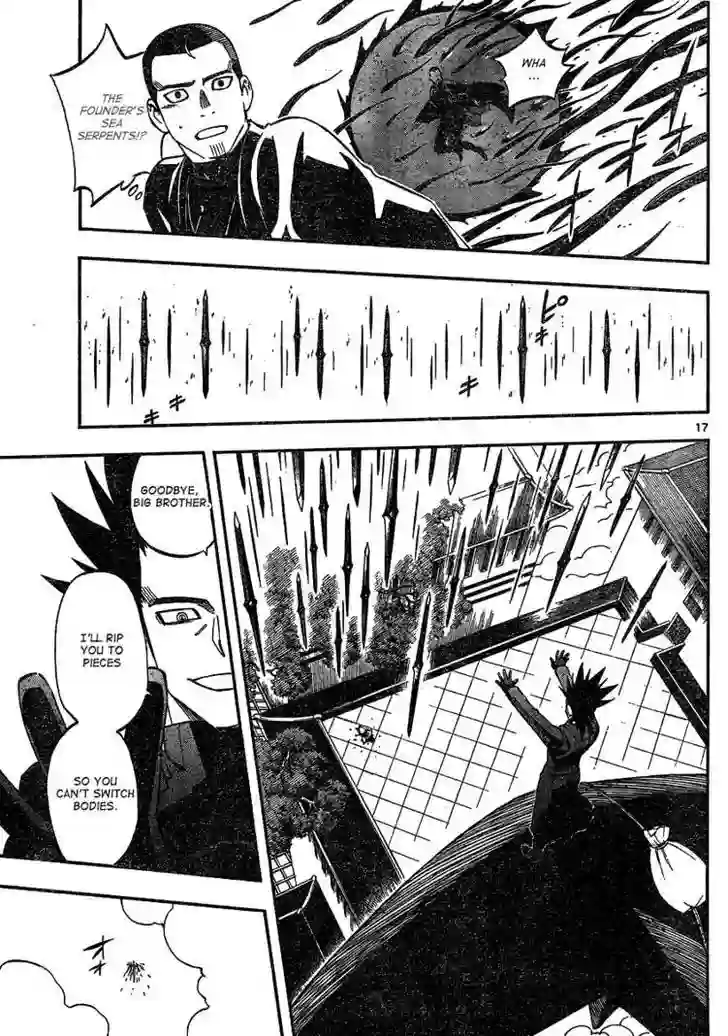 WHA
...
THE
FOUNDER'S
SEA
SERPENTS!?
ピ
キ
キ
キ
17
GOODBYE,
BIG BROTHER.
I'LL RIP
YOU TO
PIECES
SO YOU
CAN'T SWITCH
BODIES.
オ